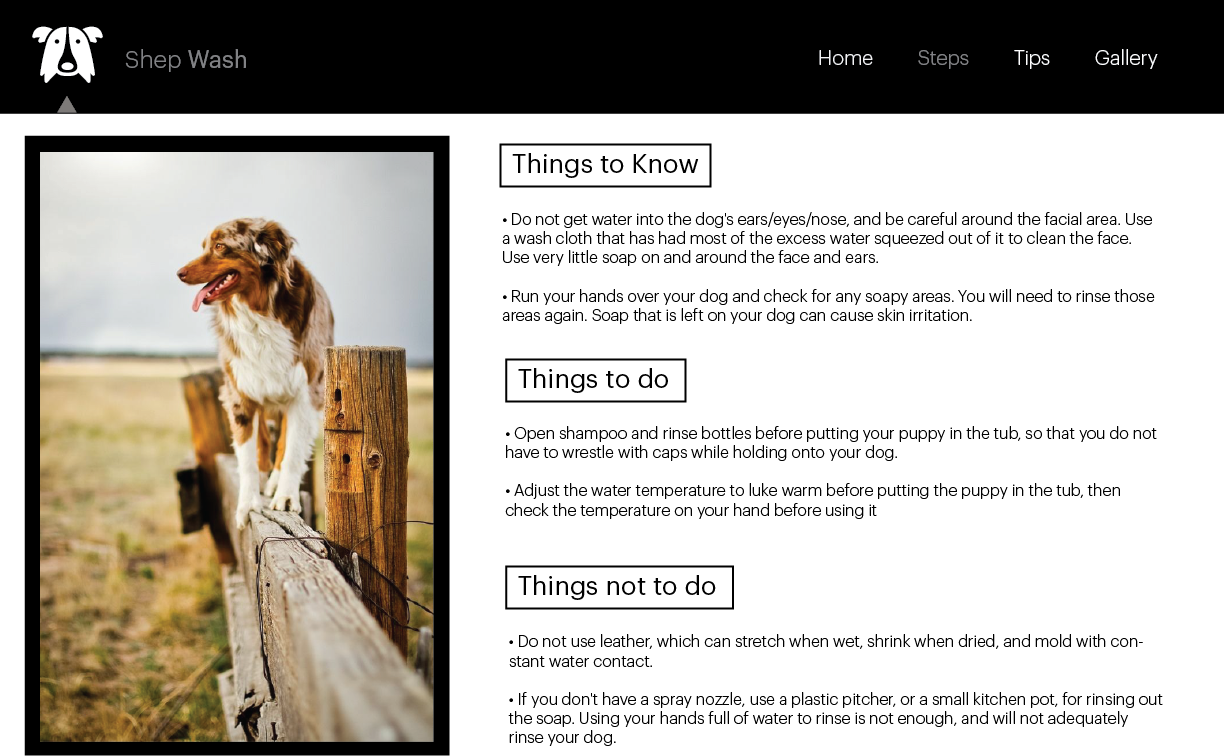 Shep Wash
Home Steps Tips Gallery
Things to Know
• Do not get water into the dog's ears/eyes/nose, and be careful around the facial area. Use
a wash cloth that has had most of the excess water squeezed out of it to clean the face.
Use very little soap on and around the face and ears.
• Run your hands over your dog and check for any soapy areas. You will need to rinse those
areas again. Soap that is left on your dog can cause skin irritation.
Things to do
• Open shampoo and rinse bottles before putting your puppy in the tub, so that you do not
have to wrestle with caps while holding onto your dog.
• Adjust the water temperature to luke warm before putting the puppy in the tub, then
check the temperature on your hand before using it
Things not to do
• Do not use leather, which can stretch when wet, shrink when dried, and mold with con-
stant water contact.
• If you don't have a spray nozzle, use a plastic pitcher, or a small kitchen pot, for rinsing out
the soap. Using your hands full of water to rinse is not enough, and will not adequately
rinse your dog.